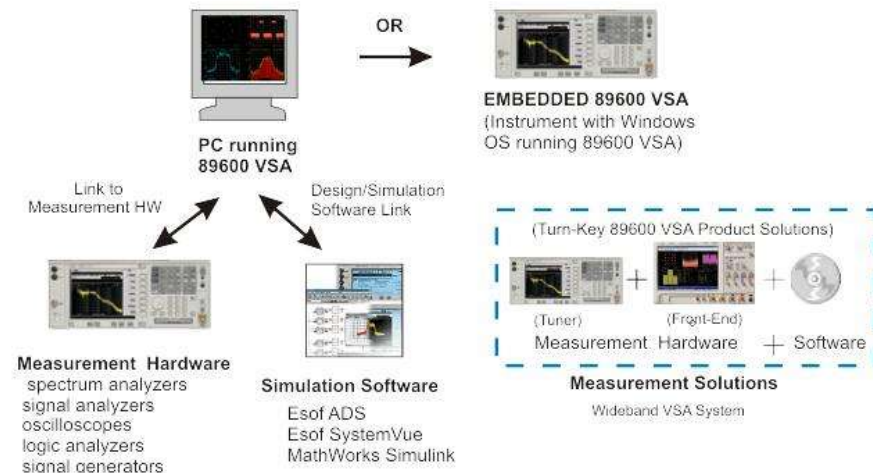 OR
PC running
89600 VSA
EMBEDDED 89600 VSA
(Instrument with Windows
OS running 89600 VSA)
Link to
Measurement HW
Design/Simulation
Software Link
Measurement Hardware
spectrum analyzers
signal analyzers
oscilloscopes
logic analyzers
signal generators
Simulation Software
Esof ADS
Esof SystemVue
MathWorks Simulink
(Turn-Key 89600 VSA Product Solutions)
+ +
(Tuner) (Front-End)
Measurement Hardware + Software
Measurement Solutions
Wideband VSA System